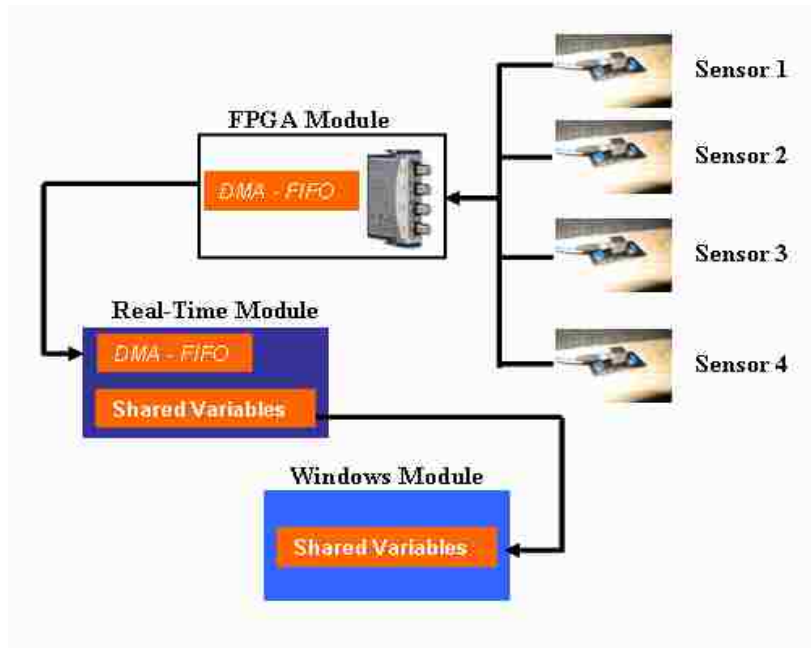 Sensor 1
FPGA Module
DMA - FIFO
Sensor 2
Sensor 3
Real-Time Module
DMA - FIFO
Sensor 4
Shared Variables
Windows Module
Shared Variables